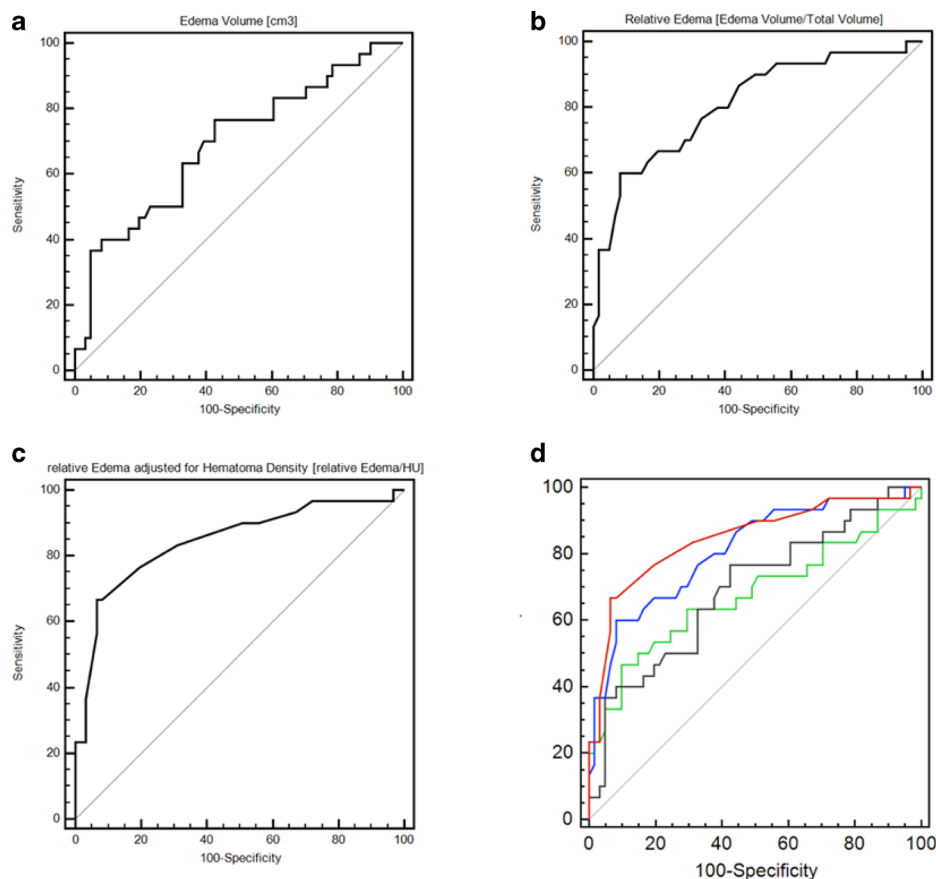 a
Edema Volume [cm3]
100
80
60
40
20
0
Sensitivity
0 20 40 60 80 100
100-Specificity
b
Relative Edema [Edema Volume/Total Volume]
100
80
60
40
20
0
Sensitivity
0 20 40 60 80 100
100-Specificity
c
relative Edema adjusted for Hematoma Density [relative Edema/HU]
100
80
60
40
20
0
Sensitivity
0 20 40 60 80 100
100-Specificity
d
100
80
60
40
20
0
0 20 40 60 80 100
100-Specificity